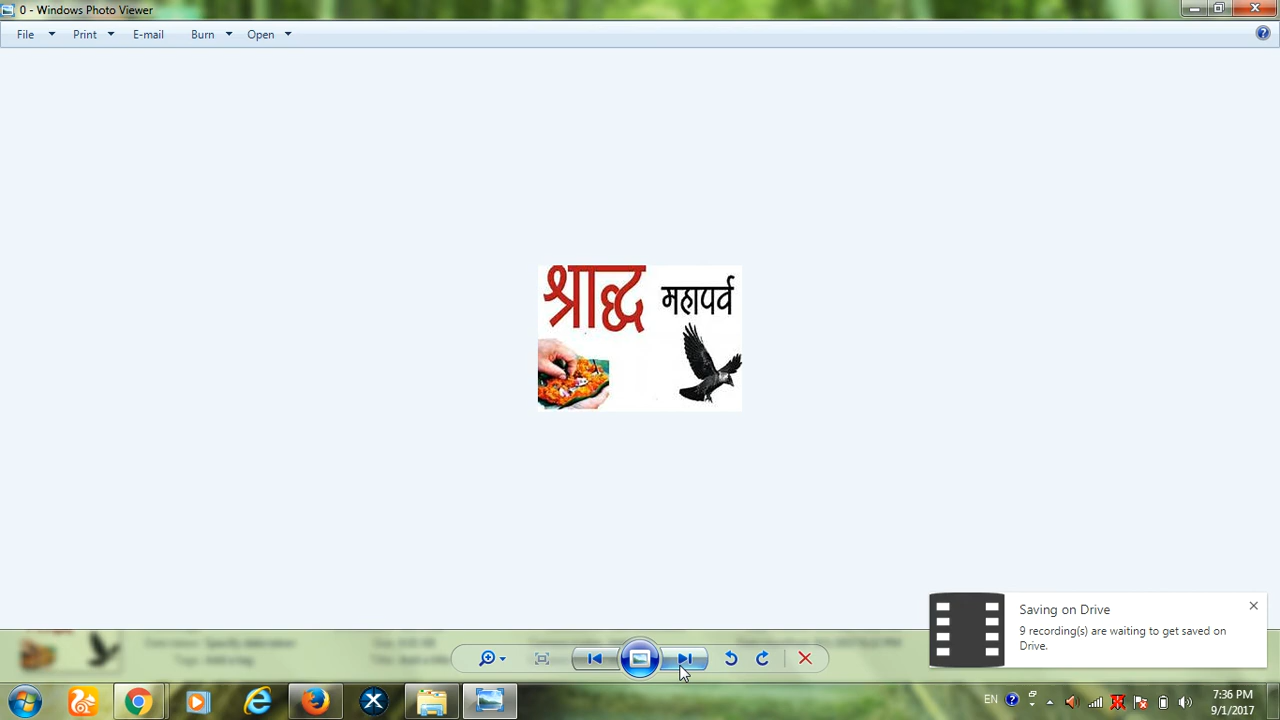 0 - Windows Photo Viewer
File Print E-mail Burn Open
श्राद्ध महापर्व
Saving on Drive
9 recording(s) are waiting to get saved on
Drive.
EN
7:36 PM
9/1/2017